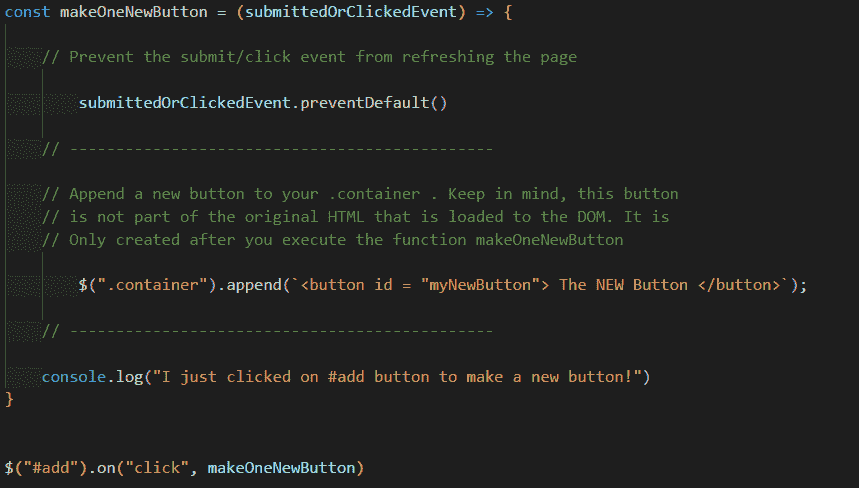 const makeOneNewButton = (submittedOrClickedEvent) => {
// Prevent the submit/click event from refreshing the page
submittedOrClickedEvent.preventDefault()
// ----------------------------------------------
// Append a new button to your .container . Keep in mind, this button
// is not part of the original HTML that is loaded to the DOM. It is
// Only created after you execute the function makeOneNewButton
$(".container").append(`<button id = "myNewButton"> The NEW Button </button>`);
// ----------------------------------------------
console.log("I just clicked on #add button to make a new button!")
}
$("#add").on("click", makeOneNewButton)